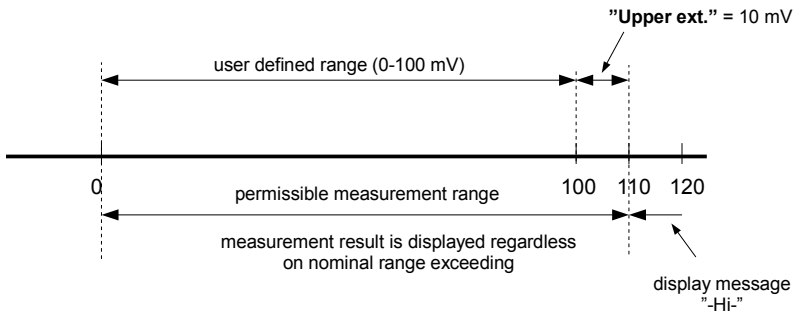 "Upper ext." = 10 mV
user defined range (0-100 mV)
0
100
110
120
permissible measurement range
measurement result is displayed regardless
on nominal range exceeding
display message
"-Hi-"